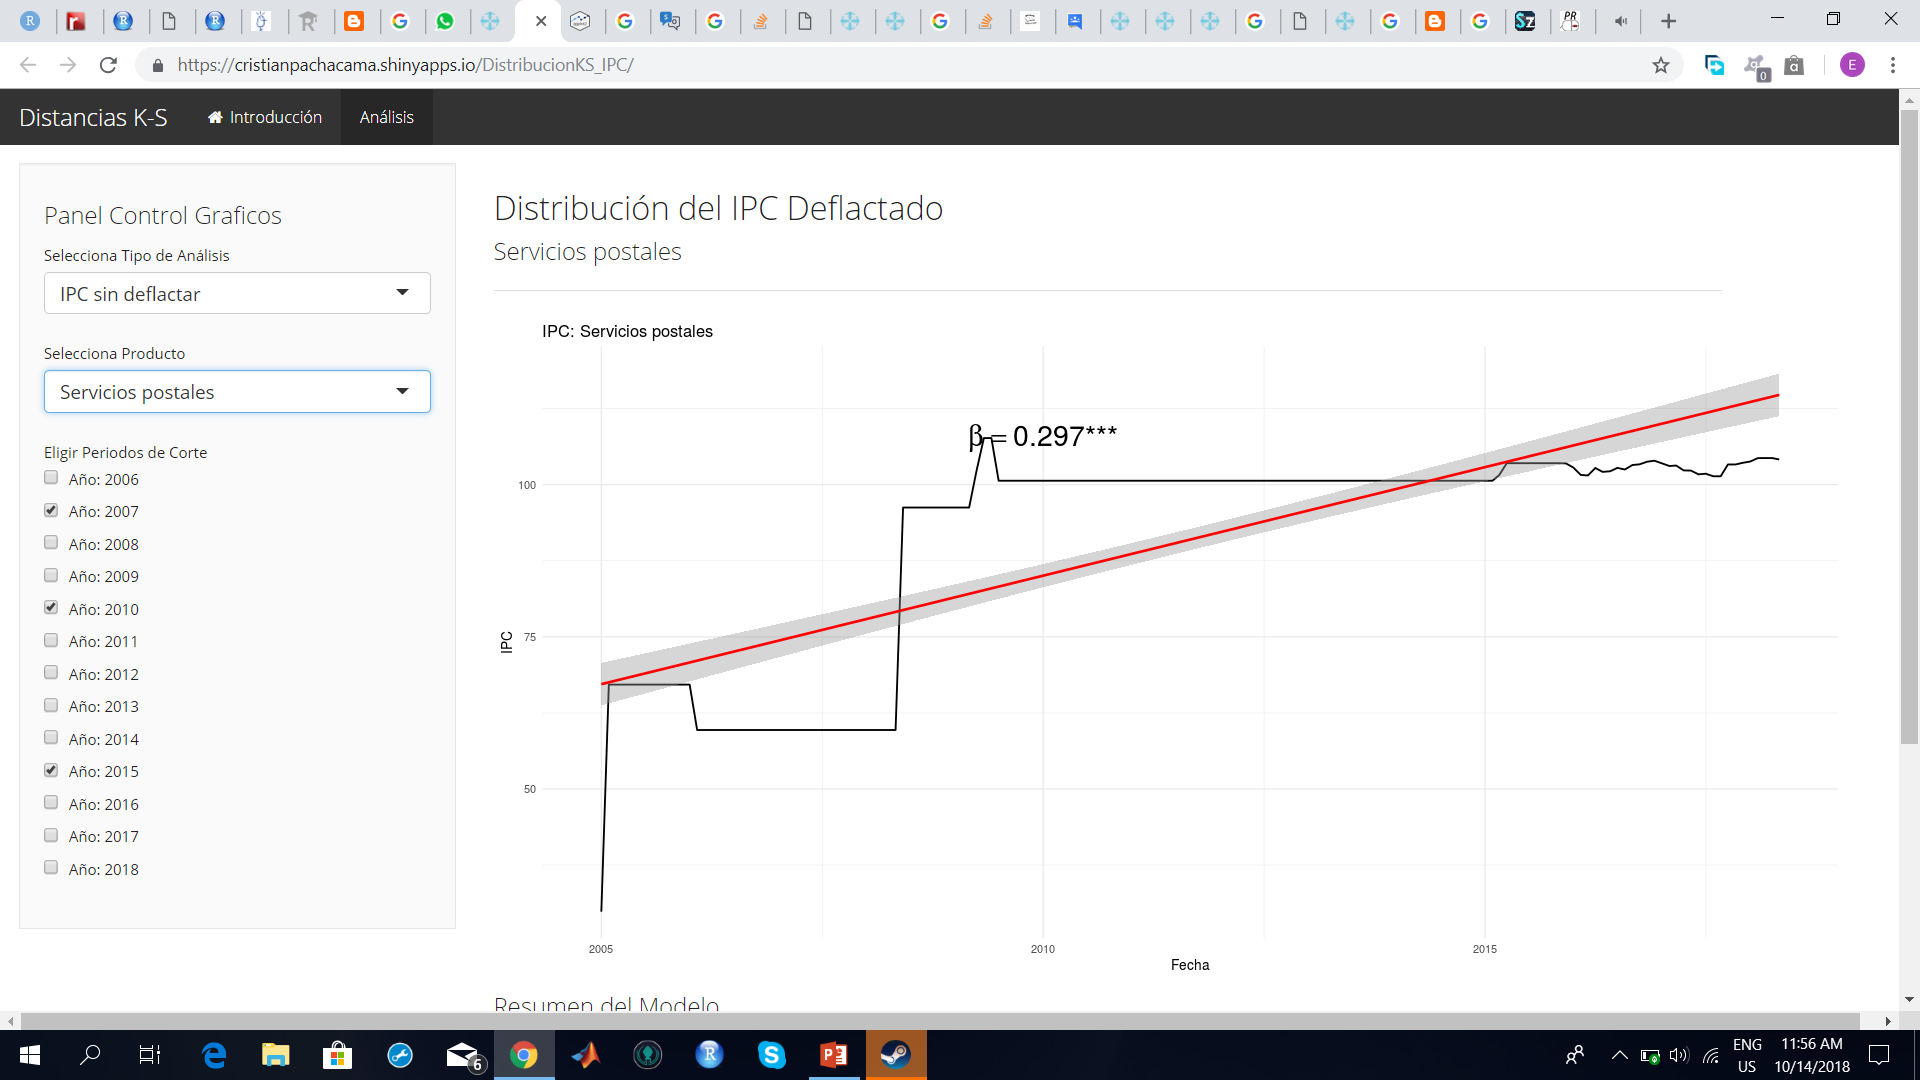 https://cristianpachacama.shinyapps.io/DistribucionKS_IPC/
0
E
Distancias K-S
Introducción
Análisis
Panel Control Graficos
Selecciona Tipo de Análisis
IPC sin deflactar
Selecciona Producto
Servicios postales
Eligir Periodos de Corte
Año: 2006
Año: 2007
Año: 2008
Año: 2009
Año: 2010
Año: 2011
Año: 2012
Año: 2013
Año: 2014
Año: 2015
Año: 2016
Año: 2017
Año: 2018
Distribución del IPC Deflactado
Servicios postales
IPC: Servicios postales
β = 0.297***
100
75
50
IPC
2005
2010
2015
Fecha
Resumen del Modelo
6
ENG
US
11:56 AM
10/14/2018